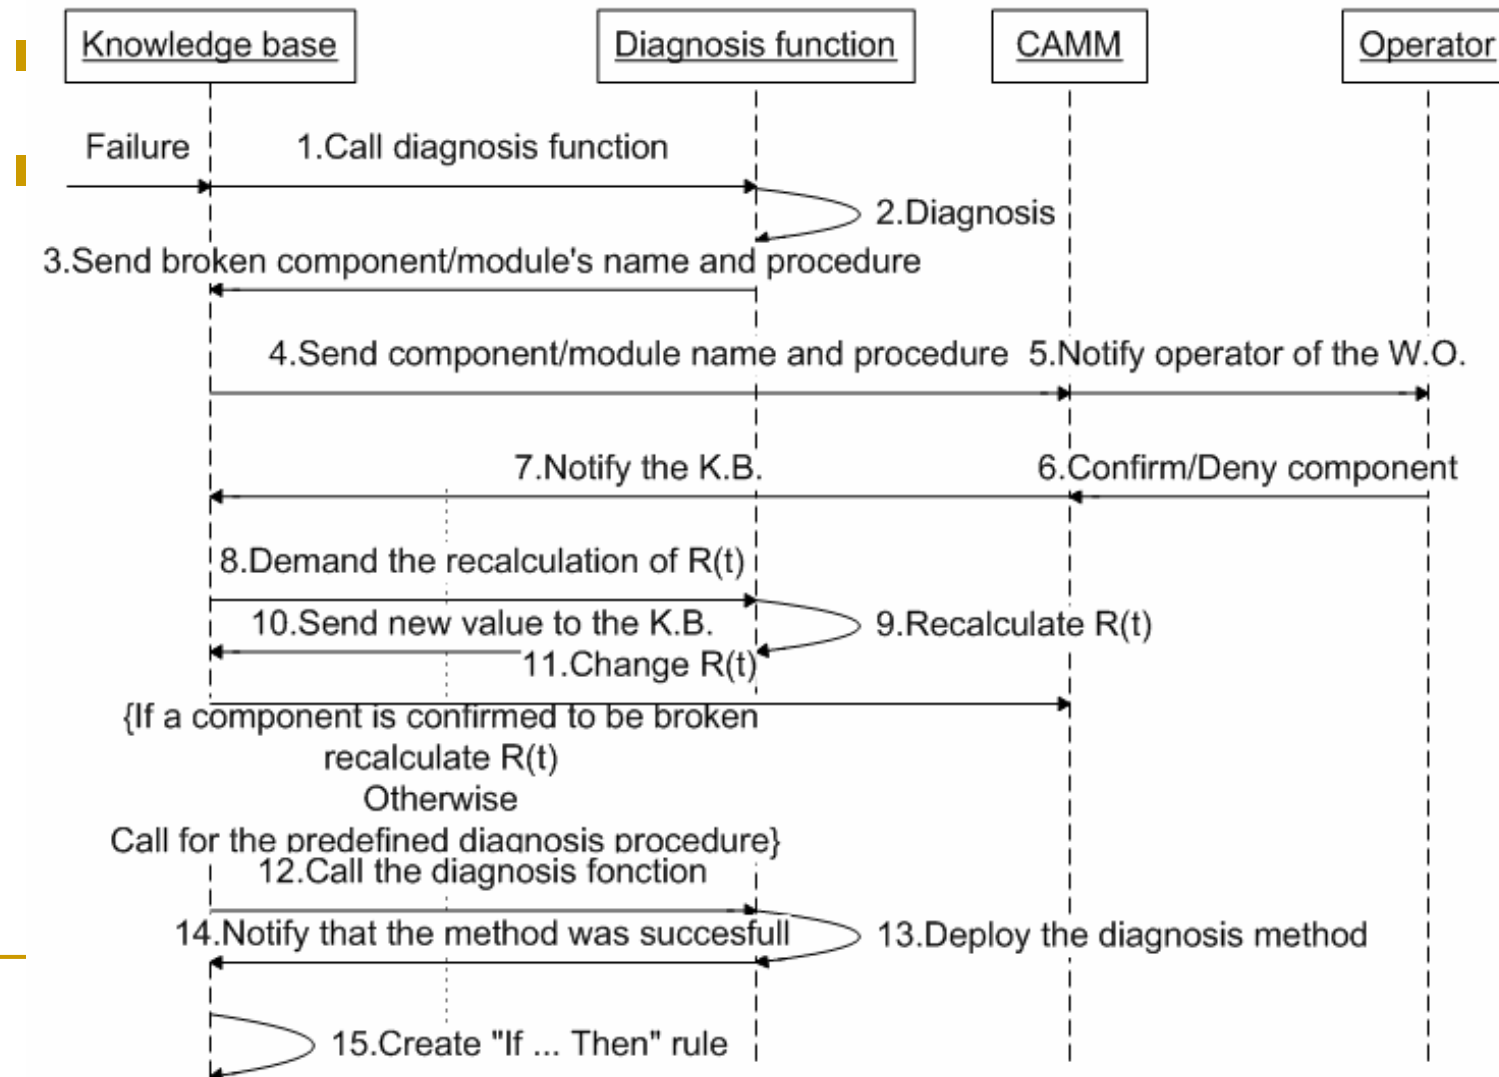 Knowledge base
Diagnosis function
CAMM
Operator
Failure
1.Call diagnosis function
2.Diagnosis
3.Send broken component/module's name and procedure
4.Send component/module name and procedure
5.Notify operator of the W.O.
7.Notify the K.B.
6.Confirm/Deny component
8.Demand the recalculation of R(t)
10.Send new value to the K.B.
9.Recalculate R(t)
11.Change R(t)
{If a component is confirmed to be broken
recalculate R(t)
Otherwise
Call for the predefined diagnosis procedure}
12.Call the diagnosis fonction
14.Notify that the method was succesfull
13.Deploy the diagnosis method
15.Create "If ... Then" rule